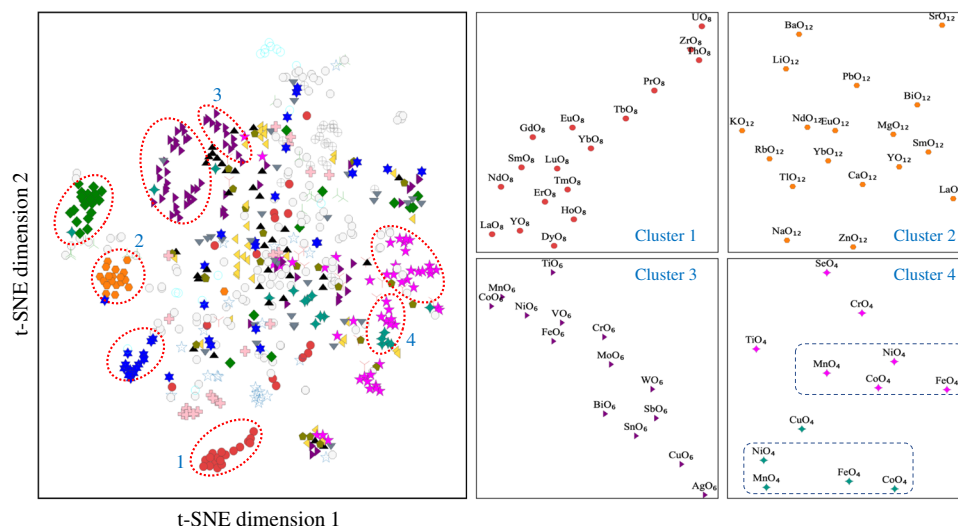 t-SNE dimension 2
t-SNE dimension 1
3
2
4
1
UO₈
ZrO₈
ThO₈
PrO₈
TbO₈
EuO₈
GdO₈
YbO₈
SmO₈
LuO₈
NdO₈
TmO₈
ErO₈
HoO₈
LaO₈
YO₈
DyO₈
Cluster 1
SrO₁₂
BaO₁₂
LiO₁₂
PbO₁₂
BiO₁₂
KO₁₂
NdO₁₂
EuO₁₂
MgO₁₂
SmO₁₂
RbO₁₂
YbO₁₂
YO₁₂
TlO₁₂
CaO₁₂
LaO
NaO₁₂
ZnO₁₂
Cluster 2
TiO₆
Cluster 3
MnO₆
CoO₆
NiO₆
VO₆
FeO₆
CrO₆
MoO₆
WO₆
BiO₆
SbO₆
SnO₆
CuO₆
AgO₆
SeO₄
Cluster 4
CrO₄
TiO₄
NiO₄
MnO₄
CoO₄
FeO₄
CuO₄
NiO₄
MnO₄
FeO₄
CoO₄